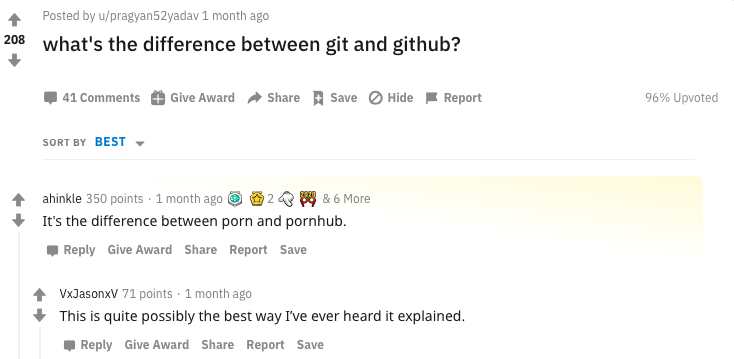 Posted by u/pragyan52yadav 1 month ago
208
what's the difference between git and github?
41 Comments Give Award Share Save Hide Report 96% Upvoted
SORT BY BEST
ahinkle 350 points · 1 month ago 2 & 6 More
It's the difference between porn and pornhub.
Reply Give Award Share Report Save
VxJasonxV 71 points · 1 month ago
This is quite possibly the best way I’ve ever heard it explained.
Reply Give Award Share Report Save